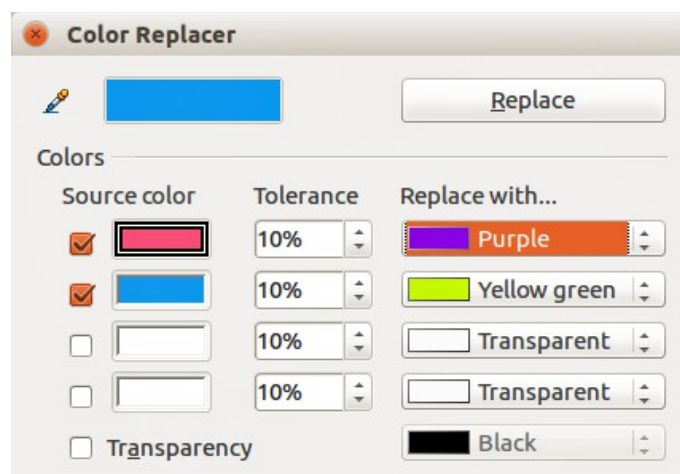 Color Replacer
Replace
Colors
Source color Tolerance Replace with...
10% Purple
10% Yellow green
10% Transparent
10% Transparent
Transparency Black